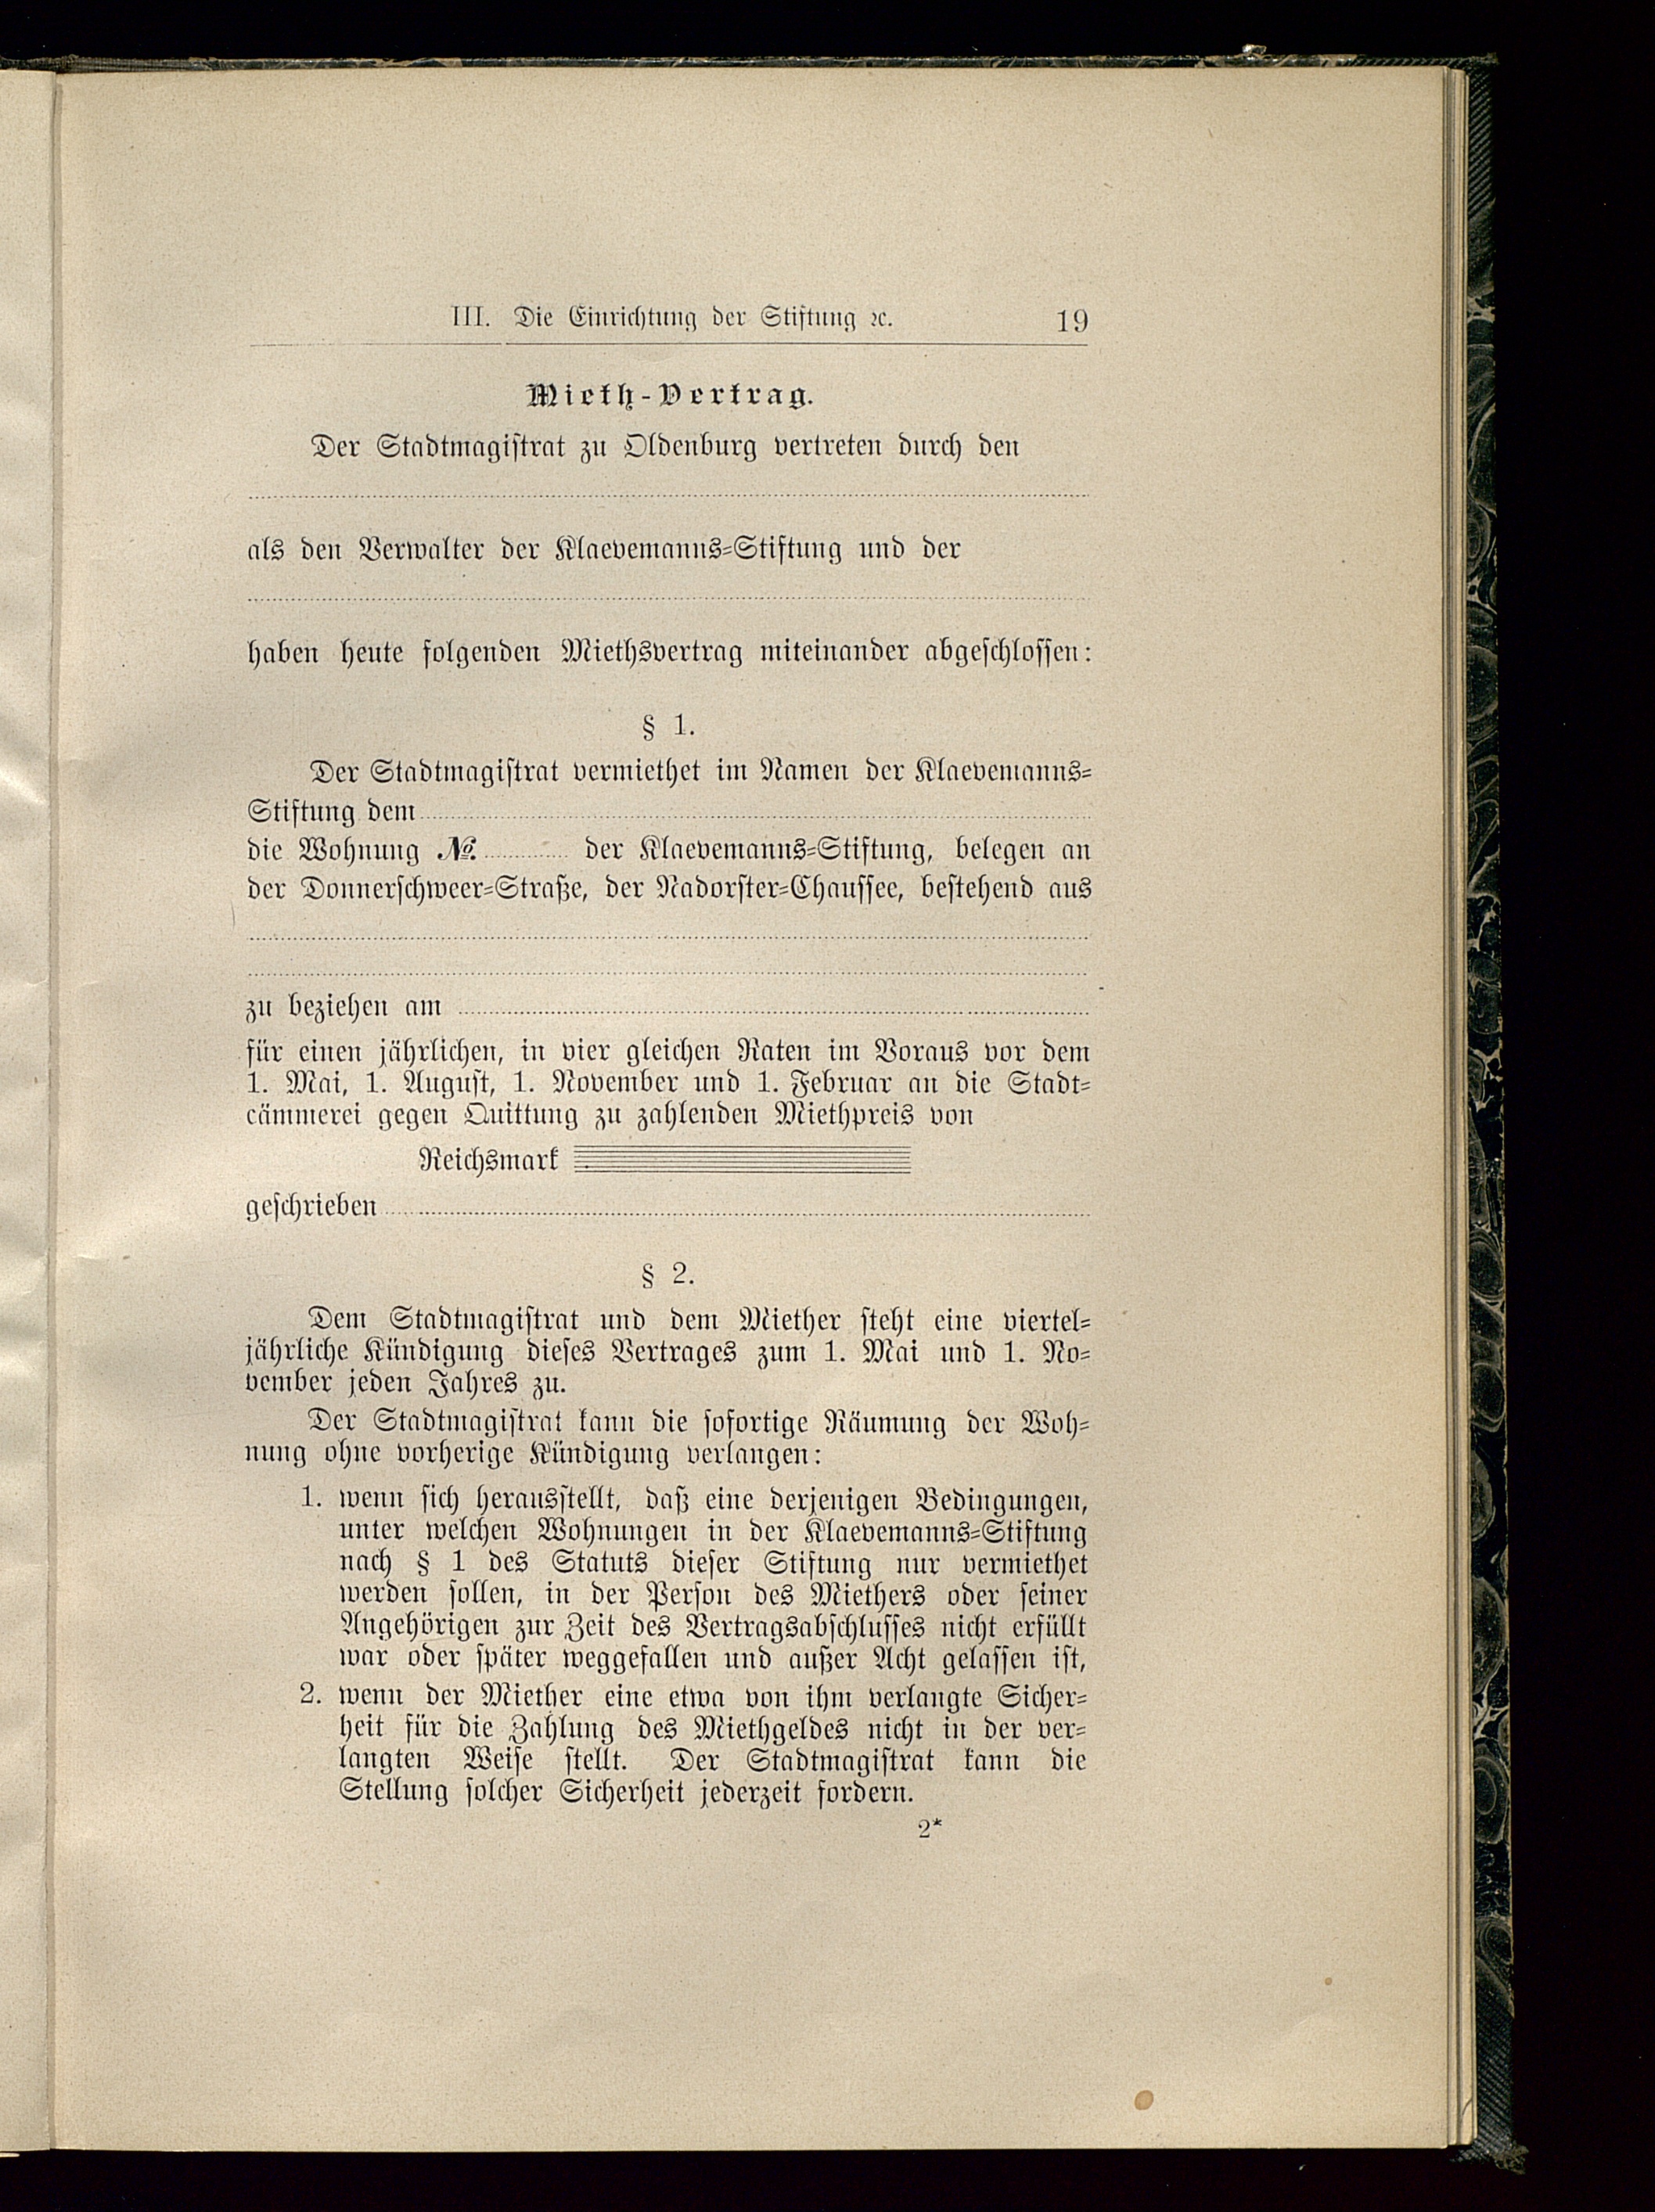 III. Die Einrichtung der Stiftung ꝛc. 19
Mieth-Vertrag.
Der Stadtmagistrat zu Oldenburg vertreten durch den
als den Verwalter der Klaevemanns-Stiftung und der
haben heute folgenden Miethsvertrag miteinander abgeschlossen:
§ 1.
Der Stadtmagistrat vermiethet im Namen der Klaevemanns-
Stiftung dem
die Wohnung No. der Klaevemanns-Stiftung, belegen an
der Donnerschweer-Straße, der Nadorster-Chaussee, bestehend aus
zu beziehen am
für einen jährlichen, in vier gleichen Raten im Voraus vor dem
1. Mai, 1. August, 1. November und 1. Februar an die Stadt-
cämmerei gegen Quittung zu zahlenden Miethpreis von
Reichsmark
geschrieben
§ 2.
Dem Stadtmagistrat und dem Miether steht eine viertel-
jährliche Kündigung dieses Vertrages zum 1. Mai und 1. No-
vember jeden Jahres zu.
Der Stadtmagistrat kann die sofortige Räumung der Woh-
nung ohne vorherige Kündigung verlangen:
1. wenn sich herausstellt, daß eine derjenigen Bedingungen,
unter welchen Wohnungen in der Klaevemanns-Stiftung
nach § 1 des Statuts dieser Stiftung nur vermiethet
werden sollen, in der Person des Miethers oder seiner
Angehörigen zur Zeit des Vertragsabschlusses nicht erfüllt
war oder später weggefallen und außer Acht gelassen ist,
2. wenn der Miether eine etwa von ihm verlangte Sicher-
heit für die Zahlung des Miethgeldes nicht in der ver-
langten Weise stellt. Der Stadtmagistrat kann die
Stellung solcher Sicherheit jederzeit fordern.
2*